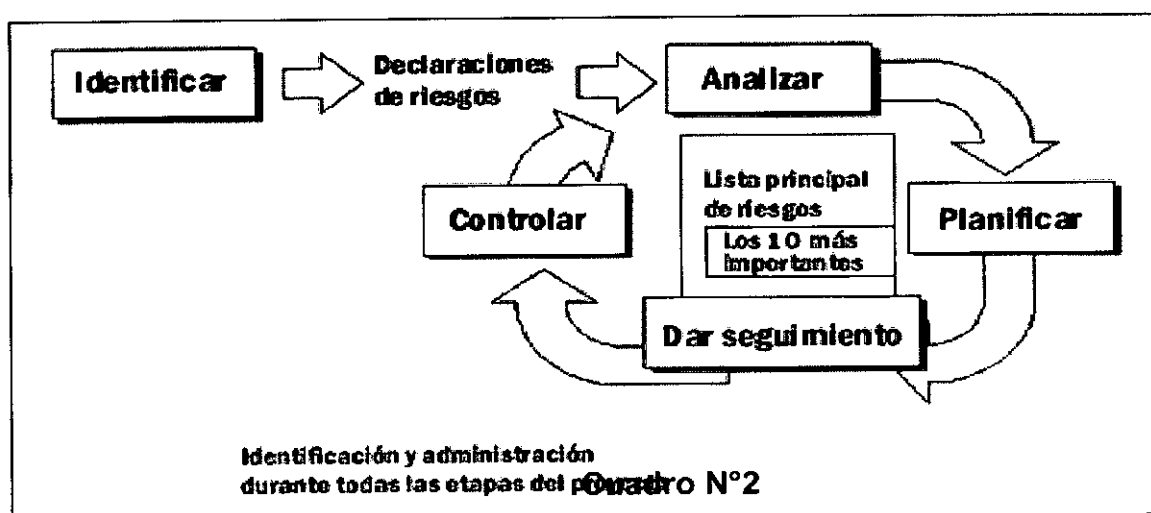 Identificar
Declaraciones
de riesgos
Analizar
Controlar
Lista principal
de riesgos
Los 10 más
importantes
Planificar
Dar seguimiento
Identificación y administración
durante todas las etapas del
Cuadro N°2